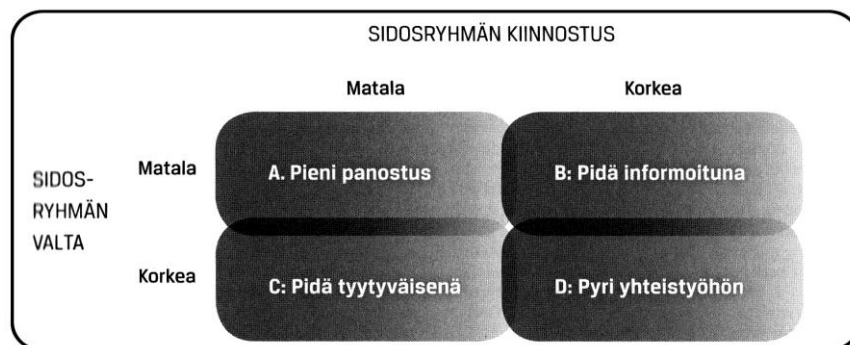 SIDOSRYHMÄN KIINNOSTUS
Matala Korkea
SIDOS-
RYHMÄN
VALTA
Matala
A. Pieni panostus
B: Pidä informoituna
Korkea
C: Pidä tyytyväisenä
D: Pyri yhteistyöhön